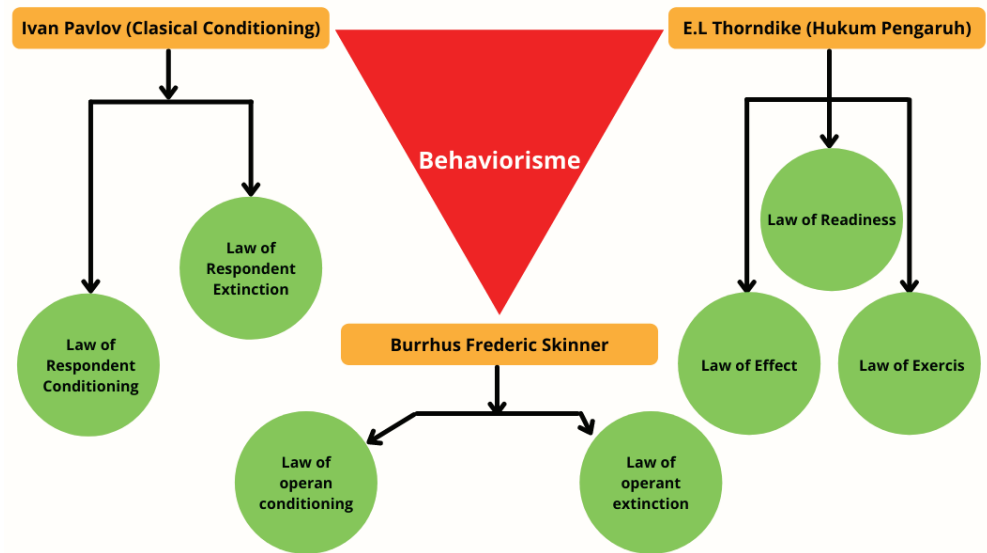 Ivan Pavlov (Clasical Conditioning)
E.L Thorndike (Hukum Pengaruh)
Behaviorisme
Law of
Respondent
Extinction
Law of
Respondent
Conditioning
Law of Readiness
Law of Effect
Law of Exercis
Burrhus Frederic Skinner
Law of
operan
conditioning
Law of
operant
extinction